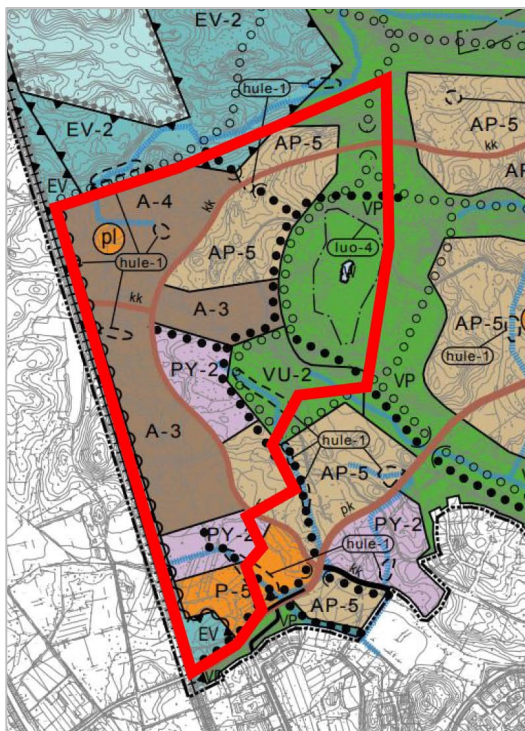 EV-2
hule-1
EV-2
AP-5
AP-5
kk
AP
EV
A-4
kk
VP
pl
AP-5
luo-4
hule-1
kk
A-3
AP-5
hule-1
PY-2
VU-2
VP
A-3
hule-1
AP-5
pk
PY-2
PY-2
hule-1
kk
P-5
AP-5
EV
VP